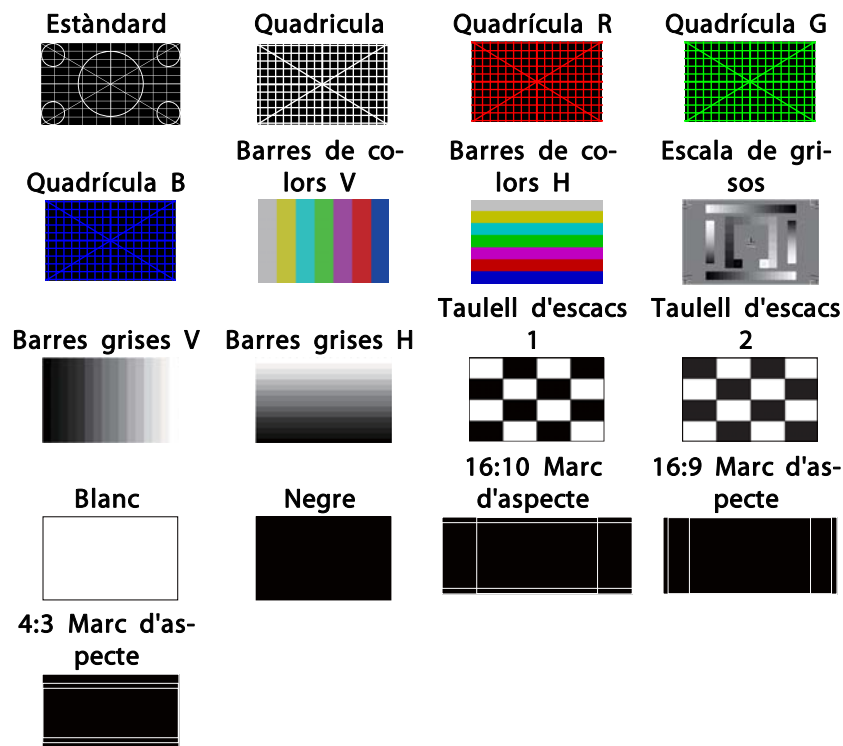 Estàndard
Quadricula
Quadrícula R
Quadrícula G
Quadrícula B
Barres de co-
lors V
Barres de co-
lors H
Escala de gri-
sos
Barres grises V
Barres grises H
Taulell d'escacs
1
Taulell d'escacs
2
Blanc
Negre
16:10 Marc
d'aspecte
16:9 Marc d'as-
pecte
4:3 Marc d'as-
pecte